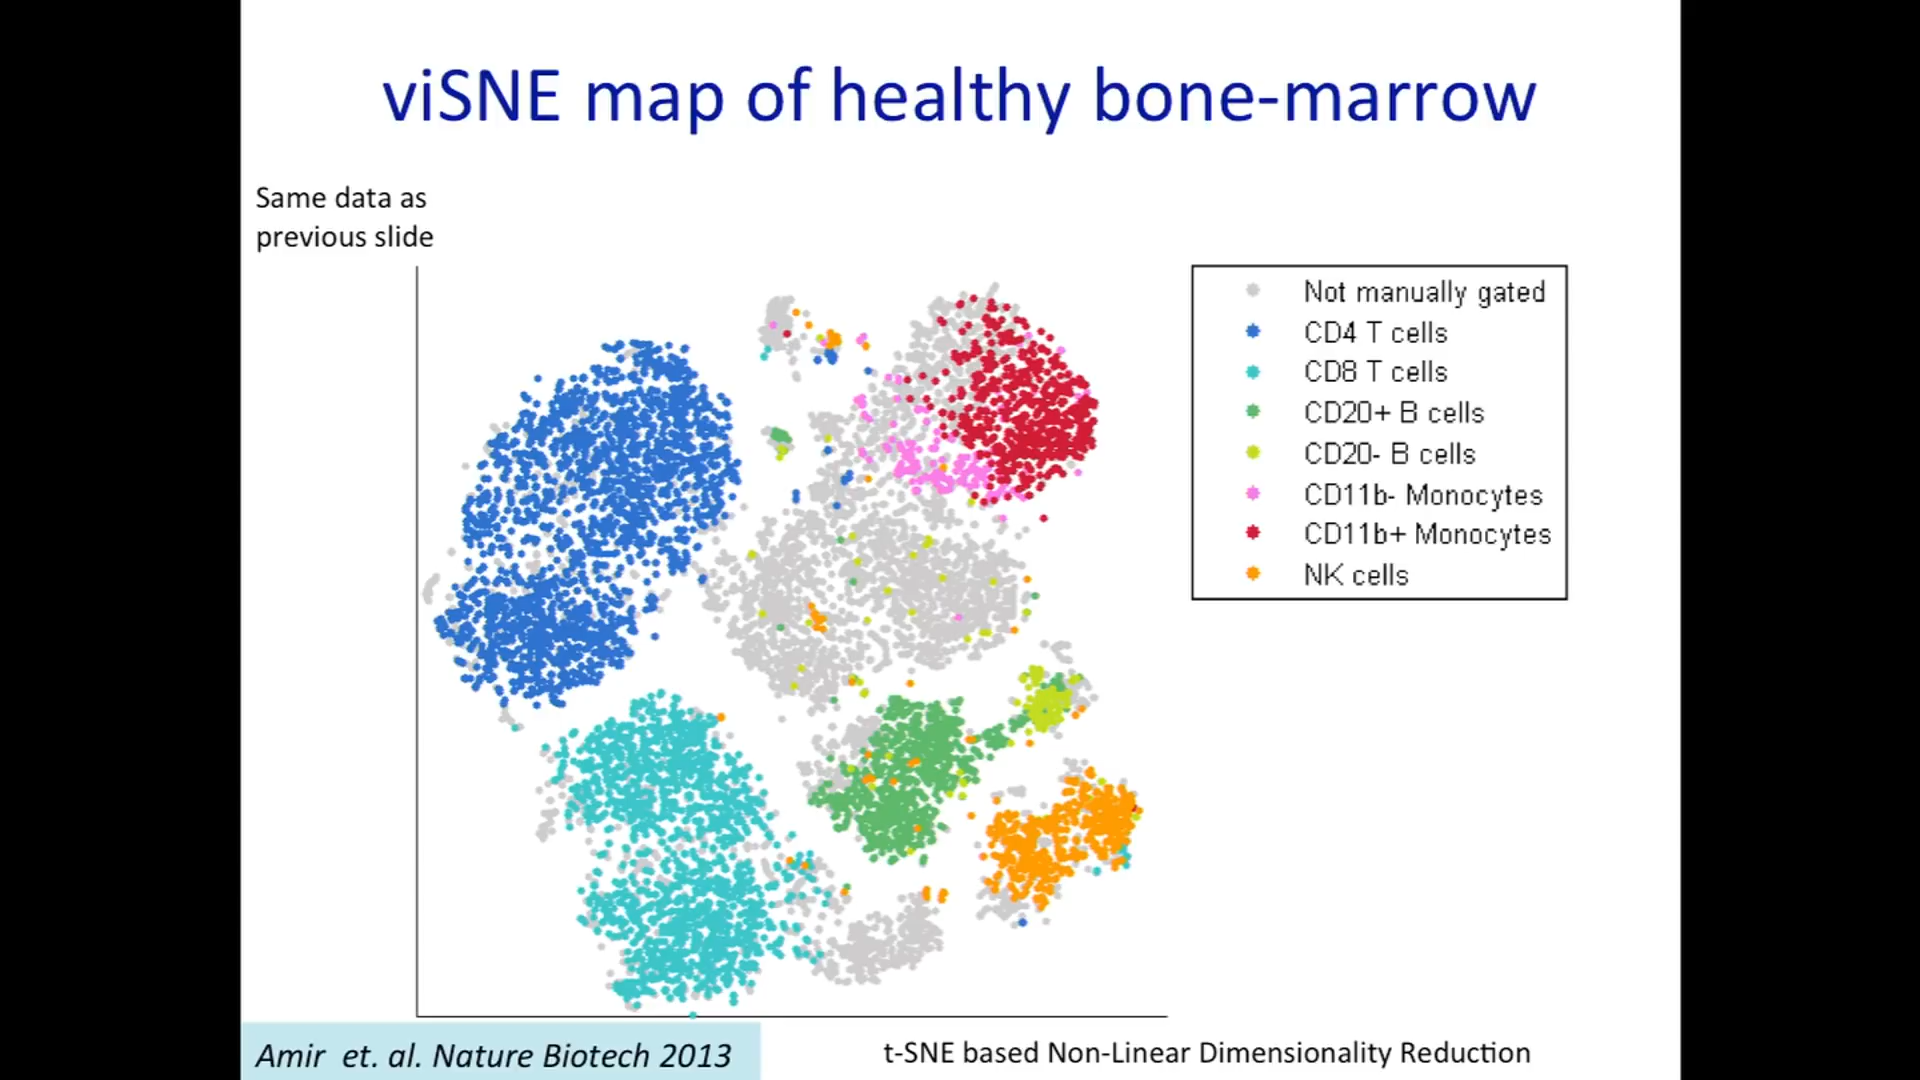 viSNE map of healthy bone-marrow
Same data as
previous slide
Not manually gated
CD4 T cells
CD8 T cells
CD20+ B cells
CD20- B cells
CD11b- Monocytes
CD11b+ Monocytes
NK cells
Amir et. al. Nature Biotech 2013
t-SNE based Non-Linear Dimensionality Reduction